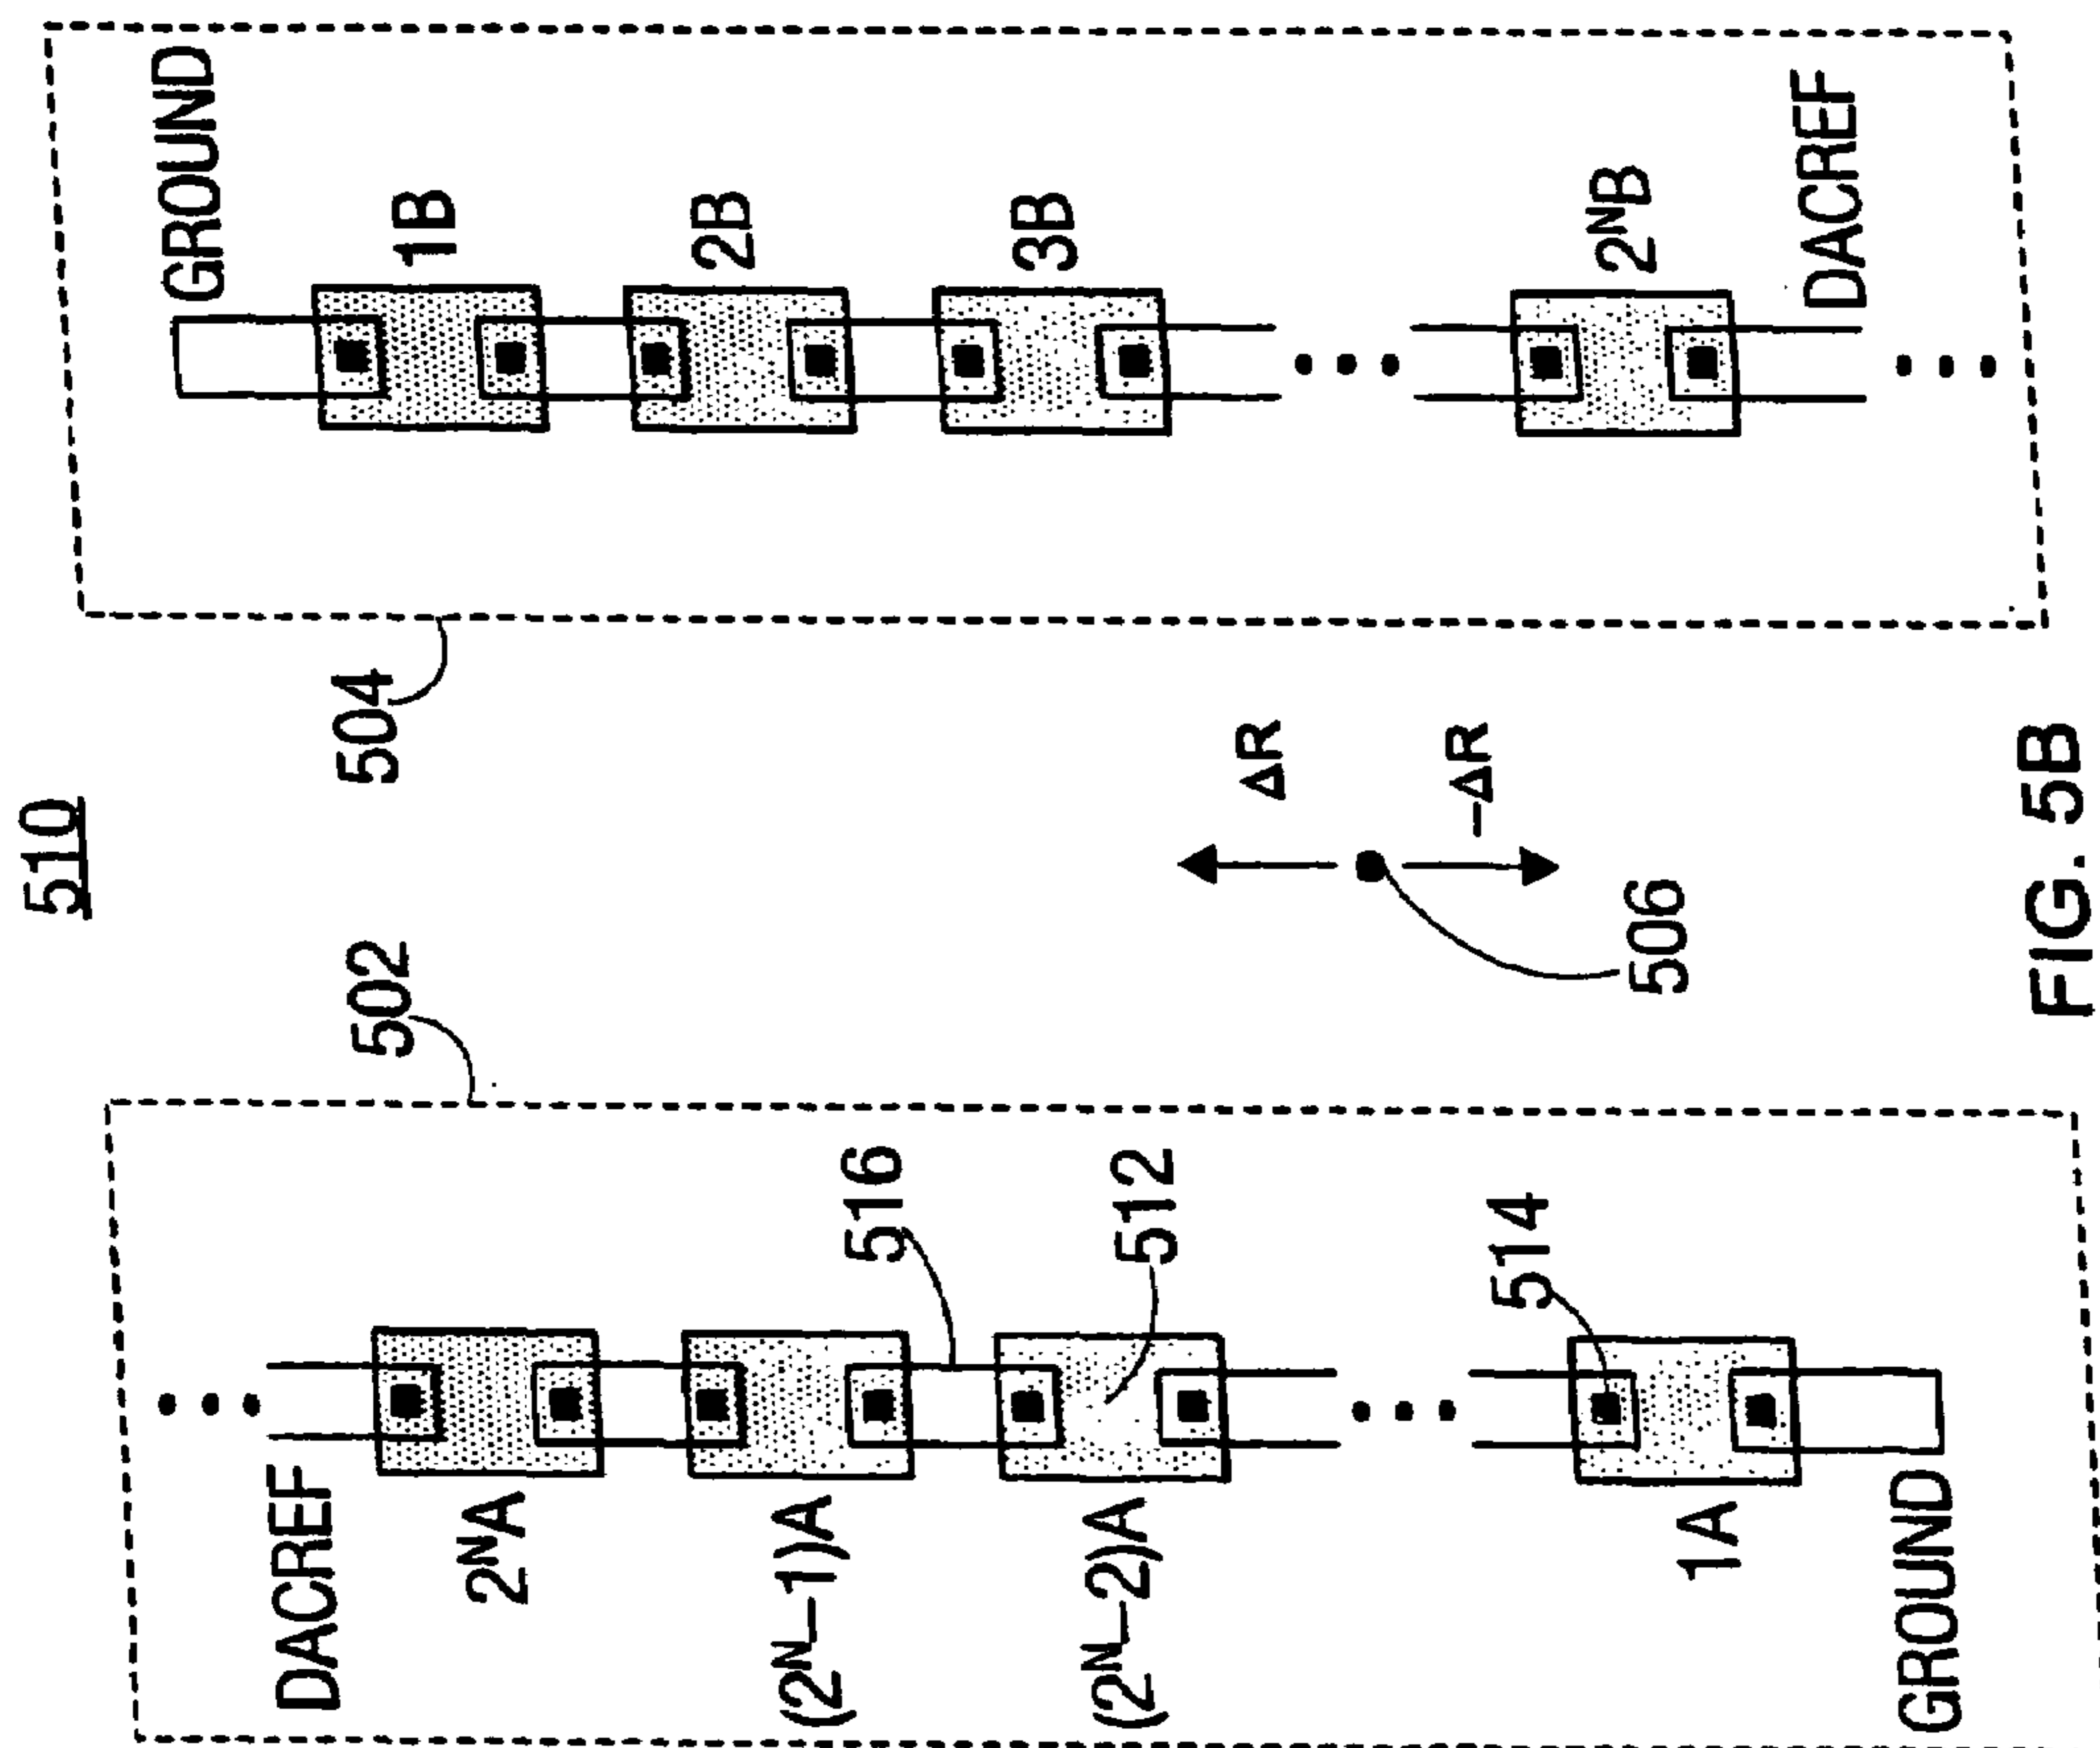 510
504
GROUND
1B
2B
3B
2ᴺB
DACREF
502
DACREF
2ᴺA
(2ᴺ–1)A
(2ᴺ–2)A
1A
GROUND
516
512
514
ΔR
–ΔR
506
FIG. 5B